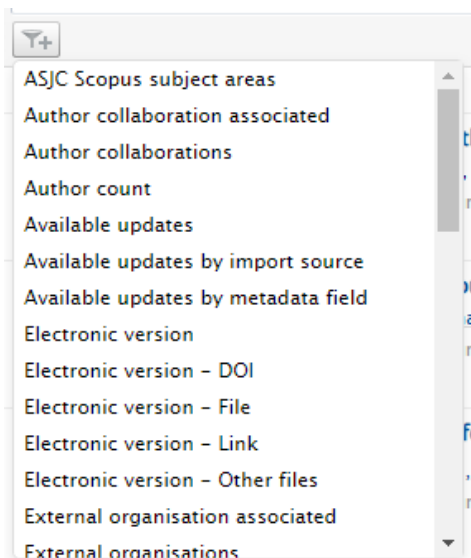 ASJC Scopus subject areas
Author collaboration associated
Author collaborations
Author count
Available updates
Available updates by import source
Available updates by metadata field
Electronic version
Electronic version – DOI
Electronic version – File
Electronic version – Link
Electronic version – Other files
External organisation associated
External organisations